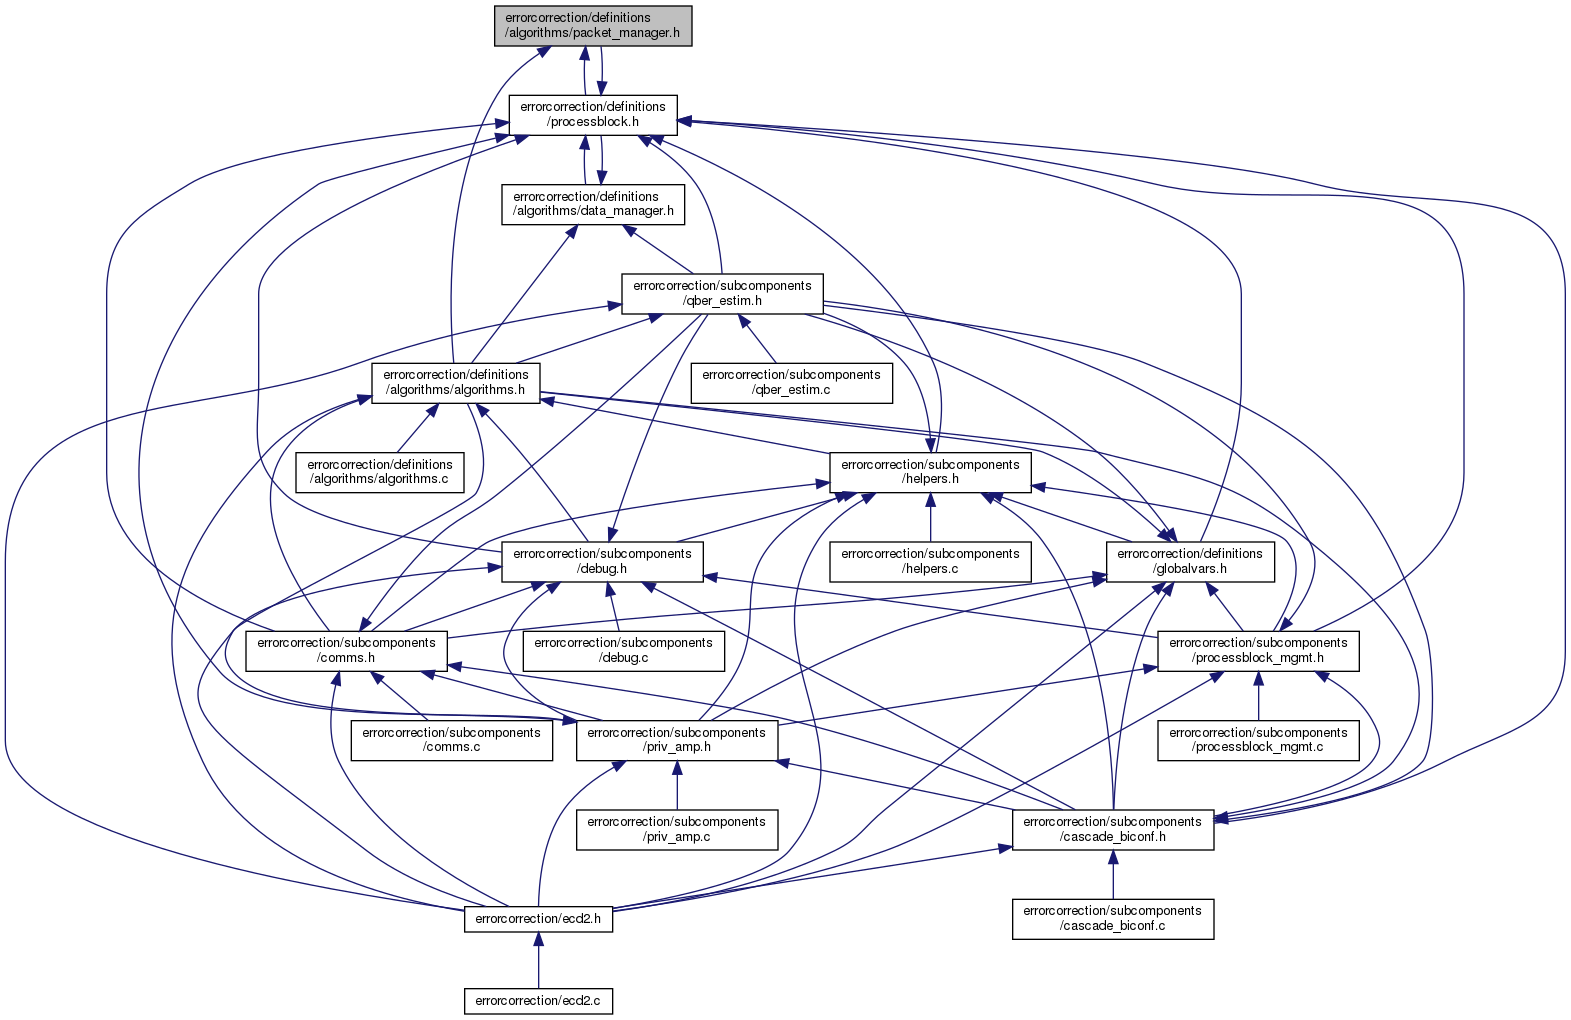 errorcorrection/definitions
/algorithms/packet_manager.h
errorcorrection/definitions
/processblock.h
errorcorrection/definitions
/algorithms/data_manager.h
errorcorrection/subcomponents
/qber_estim.h
errorcorrection/definitions
/algorithms/algorithms.h
errorcorrection/subcomponents
/qber_estim.c
errorcorrection/definitions
/algorithms/algorithms.c
errorcorrection/subcomponents
/helpers.h
errorcorrection/subcomponents
/debug.h
errorcorrection/subcomponents
/helpers.c
errorcorrection/definitions
/globalvars.h
errorcorrection/subcomponents
/comms.h
errorcorrection/subcomponents
/debug.c
errorcorrection/subcomponents
/processblock_mgmt.h
errorcorrection/subcomponents
/comms.c
errorcorrection/subcomponents
/priv_amp.h
errorcorrection/subcomponents
/processblock_mgmt.c
errorcorrection/subcomponents
/priv_amp.c
errorcorrection/subcomponents
/cascade_biconf.h
errorcorrection/ecd2.h
errorcorrection/subcomponents
/cascade_biconf.c
errorcorrection/ecd2.c